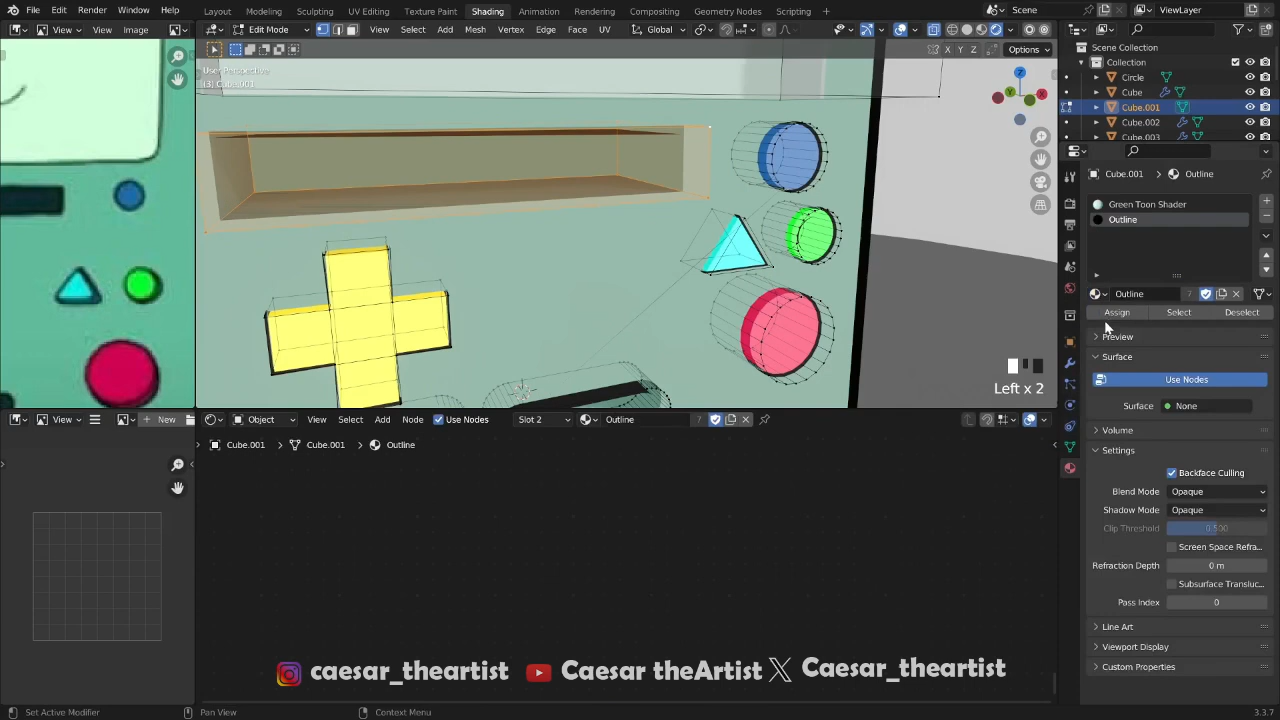 File Edit Render Window Help Layout Modeling Sculpting UV Editing Texture Paint Shading Animation Rendering Compositing Geometry Nodes Scripting Scene ViewLayer
View View Image Edit Mode View Select Add Mesh Vertex Edge Face UV Global
X Y Z Options
User Perspective
(3) Cube.001
Z
Y
X
Scene Collection
Collection
Circle
Cube
Cube.001
Cube.002
Cube.003
Cube.001 Outline
Green Toon Shader
Outline
Outline ?
Assign Select Deselect
Preview
Surface
Use Nodes
Surface None
Volume
Settings
Backface Culling
Blend Mode Opaque
Shadow Mode Opaque
Clip Threshold 0.500
Screen Space Refra...
Refraction Depth 0 m
Subsurface Transluc...
Pass Index 0
Line Art
Viewport Display
Custom Properties
Left x 2
View New Object View Select Add Node Use Nodes Slot 2 Outline ?
Cube.001 Cube.001 Outline
caesar_theartist Caesar theArtist Caesar_theartist
Set Active Modifier Pan View Context Menu 3.3.7